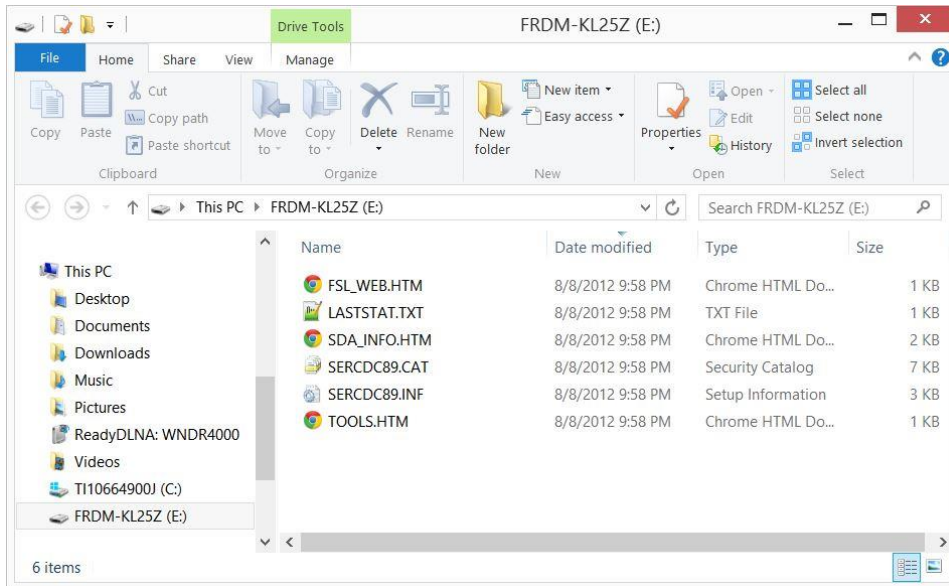 Drive Tools
FRDM-KL25Z (E:)
File Home Share View Manage
Copy
Paste
Cut
Copy path
Paste shortcut
Clipboard
Move to
Copy to
Delete
Rename
Organize
New folder
New item
Easy access
New
Properties
Open
Edit
History
Open
Select all
Select none
Invert selection
Select
This PC FRDM-KL25Z (E:)
Search FRDM-KL25Z (E:)
This PC
Desktop
Documents
Downloads
Music
Pictures
ReadyDLNA: WNDR4000
Videos
TI10664900J (C:)
FRDM-KL25Z (E:)
Name Date modified Type Size
FSL_WEB.HTM 8/8/2012 9:58 PM Chrome HTML Do... 1 KB
LASTSTAT.TXT 8/8/2012 9:58 PM TXT File 1 KB
SDA_INFO.HTM 8/8/2012 9:58 PM Chrome HTML Do... 2 KB
SERCDC89.CAT 8/8/2012 9:58 PM Security Catalog 7 KB
SERCDC89.INF 8/8/2012 9:58 PM Setup Information 3 KB
TOOLS.HTM 8/8/2012 9:58 PM Chrome HTML Do... 1 KB
6 items